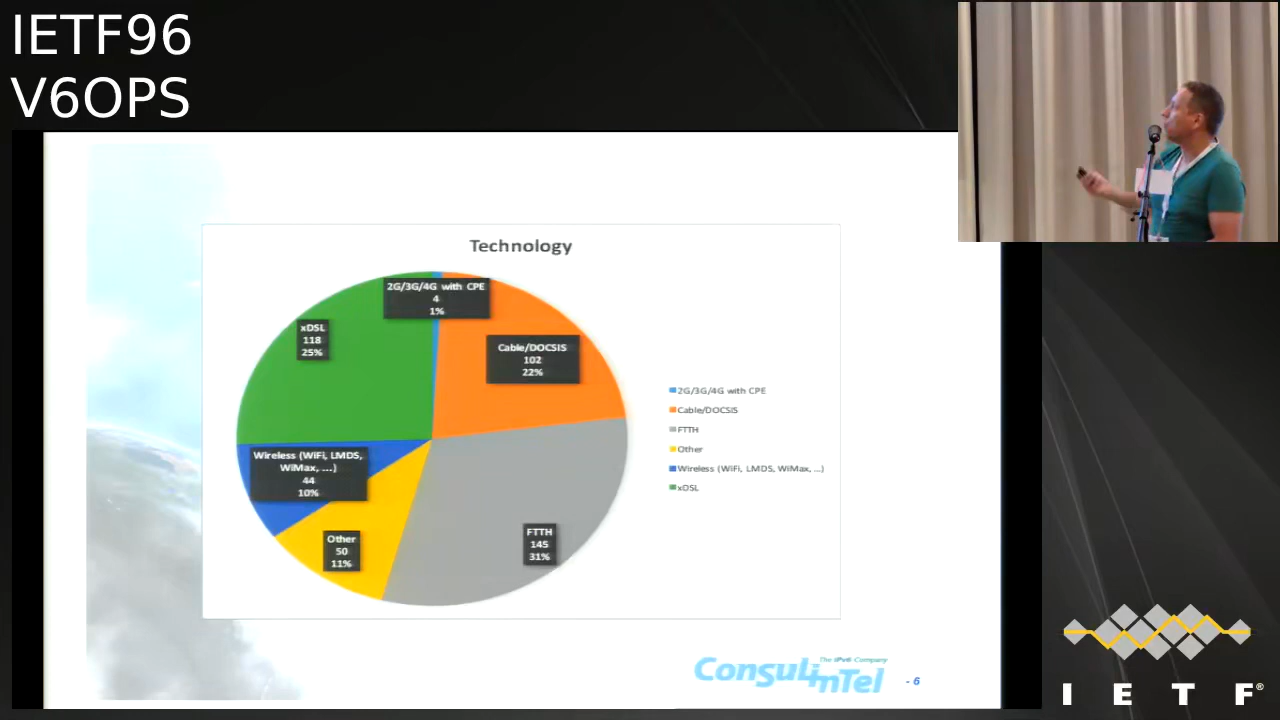 IETF96
V6OPS
Technology
2G/3G/4G with CPE
4
1%
xDSL
118
25%
Cable/DOCSIS
102
22%
Wireless (WiFi, LMDS,
WiMax, ...)
44
10%
Other
50
11%
FTTH
145
31%
2G/3G/4G with CPE
Cable/DOCSIS
FTTH
Other
Wireless (WiFi, LMDS, WiMax, ...)
xDSL
The IPv6 Company
ConsulinTel
- 6
I E T F®